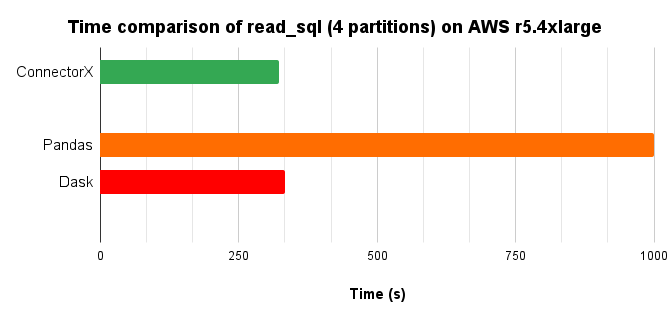 Time comparison of read_sql (4 partitions) on AWS r5.4xlarge
ConnectorX
Pandas
Dask
0 250 500 750 1000
Time (s)